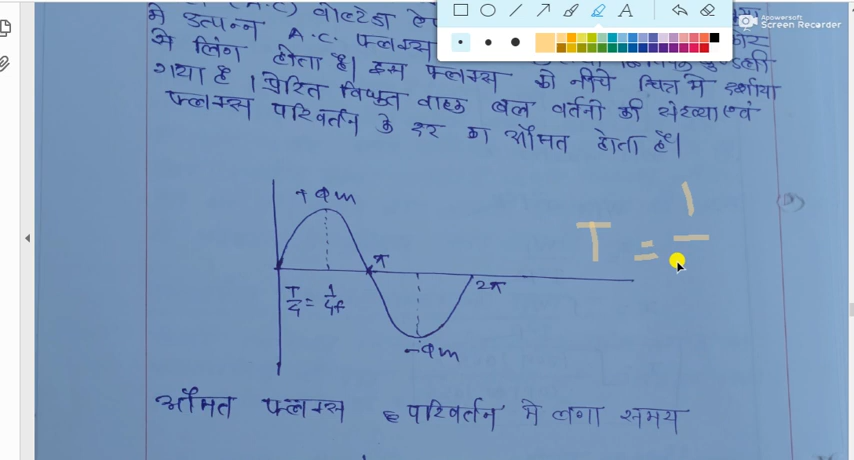 (A.C) वोल्टेज
मे उत्पन्न A.C. फ्लक्स
से लिंग होता है। इस फ्लक्स को नीचे चित्र मे दर्शाया
गया है। प्रेरित विधुत वाहक बल वर्तनो की संख्या एवं
फ्लक्स परिवर्तन के दर का औसत होता है।
+Φm
T = 1
π
2π
T/4 = 1/4f
-Φm
औसत फ्लक्स परिवर्तन मे लगा समय
A
Apowersoft
Screen Recorder